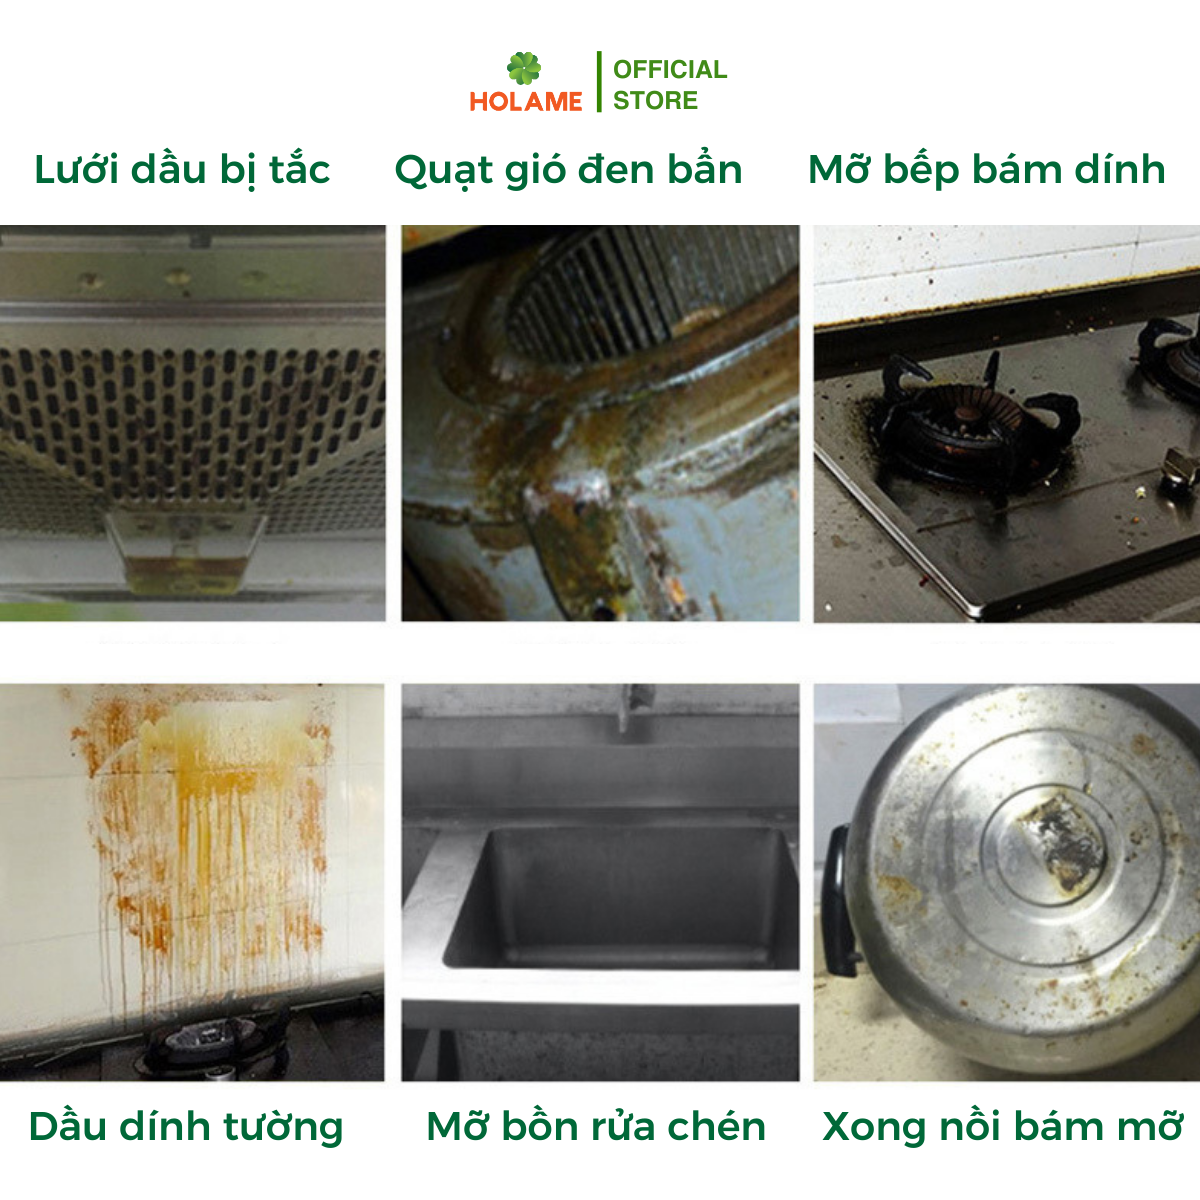 HOLAME
OFFICIAL
STORE
Lưới dầu bị tắc
Quạt gió đen bẩn
Mỡ bếp bám dính
Dầu dính tường
Mỡ bồn rửa chén
Xong nồi bám mỡ